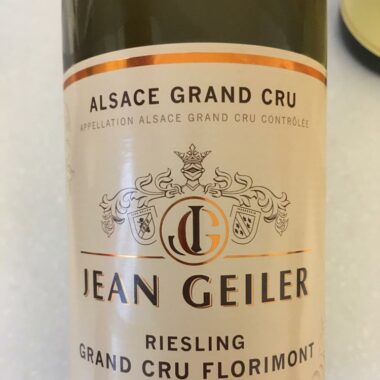 ALSACE GRAND CRU
APPELLATION ALSACE GRAND CRU CONTRÔLÉE
JG
JEAN GEILER
RIESLING
GRAND CRU FLORIMONT